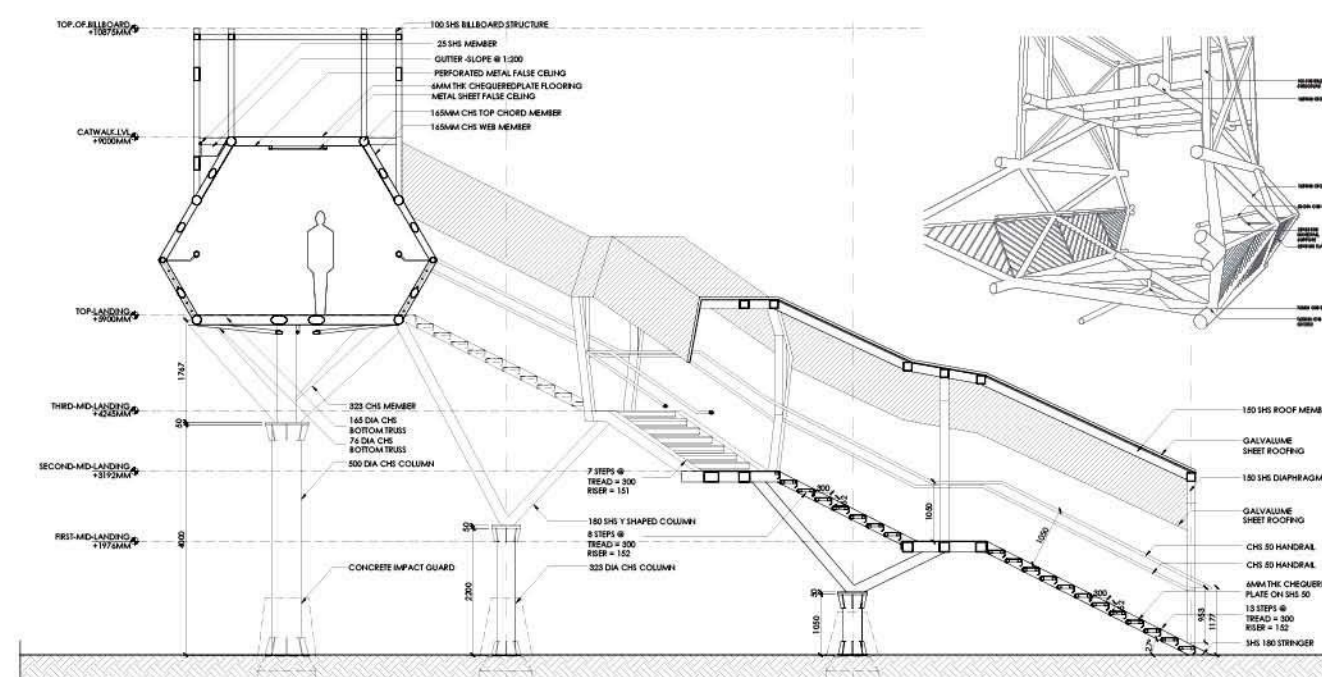 TOP.OF.BILLBOARD
+10875MM
CATWALK.LVL
+9000MM
TOP-LANDING
+5900MM
THIRD-MID-LANDING
+4245MM
SECOND-MID-LANDING
+3192MM
FIRST-MID-LANDING
+1976MM
100 SHS BILLBOARD STRUCTURE
25 SHS MEMBER
GUTTER -SLOPE @ 1:200
PERFORATED METAL FALSE CELING
6MM THK CHEQUEREDPLATE FLOORING
METAL SHEET FALSE CELING
165MM CHS TOP CHORD MEMBER
165MM CHS WEB MEMBER
1767
50
4000
323 CHS MEMBER
165 DIA CHS
BOTTOM TRUSS
76 DIA CHS
BOTTOM TRUSS
500 DIA CHS COLUMN
CONCRETE IMPACT GUARD
50
2200
180 SHS Y SHAPED COLUMN
323 DIA CHS COLUMN
7 STEPS @
TREAD = 300
RISER = 151
8 STEPS @
TREAD = 300
RISER = 152
300
50
1050
1050
1050
300
27
953
1177
150 SHS ROOF MEMB
GALVALUME
SHEET ROOFING
150 SHS DIAPHRAGM
GALVALUME
SHEET ROOFING
CHS 50 HANDRAIL
CHS 50 HANDRAIL
6MM THK CHEQUER
PLATE ON SHS 50
13 STEPS @
TREAD = 300
RISER = 152
SHS 180 STRINGER